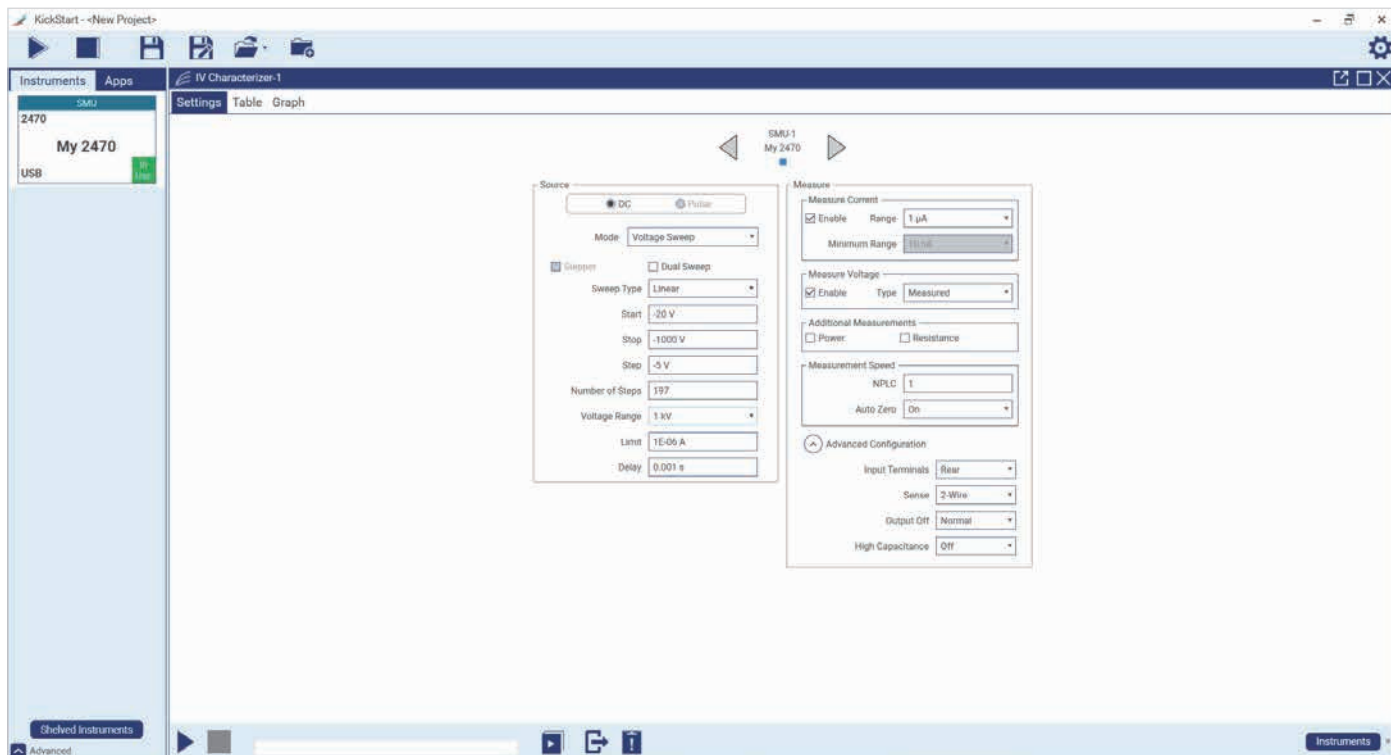 KickStart - <New Project>
Instruments Apps
SMU
2470
My 2470
USB
In
Use
IV Characterizer-1
Settings Table Graph
SMU-1
My 2470
Source
DC Pulse
Mode Voltage Sweep
Stepper Dual Sweep
Sweep Type Linear
Start -20 V
Stop -1000 V
Step -5 V
Number of Steps 197
Voltage Range 1 kV
Limit 1E-06 A
Delay 0.001 s
Measure
Measure Current
Enable Range 1 µA
Minimum Range 10 nA
Measure Voltage
Enable Type Measured
Additional Measurements
Power Resistance
Measurement Speed
NPLC 1
Auto Zero On
Advanced Configuration
Input Terminals Rear
Sense 2-Wire
Output Off Normal
High Capacitance Off
Shelved Instruments
Advanced
Instruments